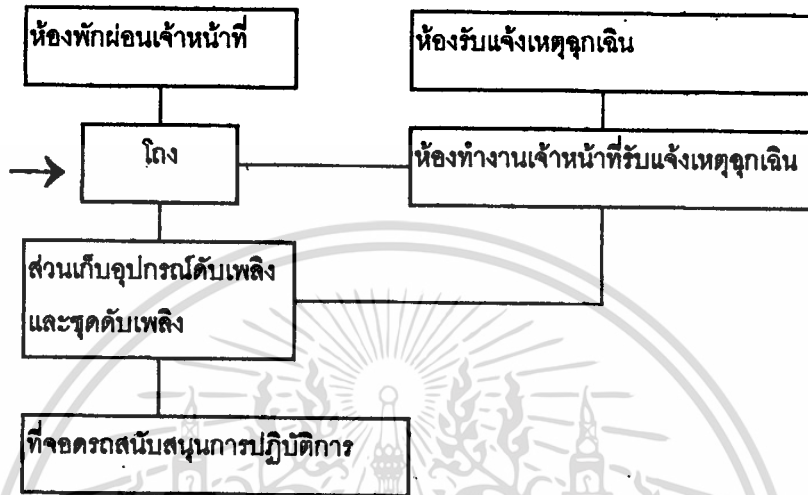 ห้องพักผ่อนเจ้าหน้าที่
ห้องรับแจ้งเหตุฉุกเฉิน
โถง
ห้องทำงานเจ้าหน้าที่รับแจ้งเหตุฉุกเฉิน
ส่วนเก็บอุปกรณ์ดับเพลิง
และชุดดับเพลิง
ที่จอดรถสนับสนุนการปฏิบัติการ